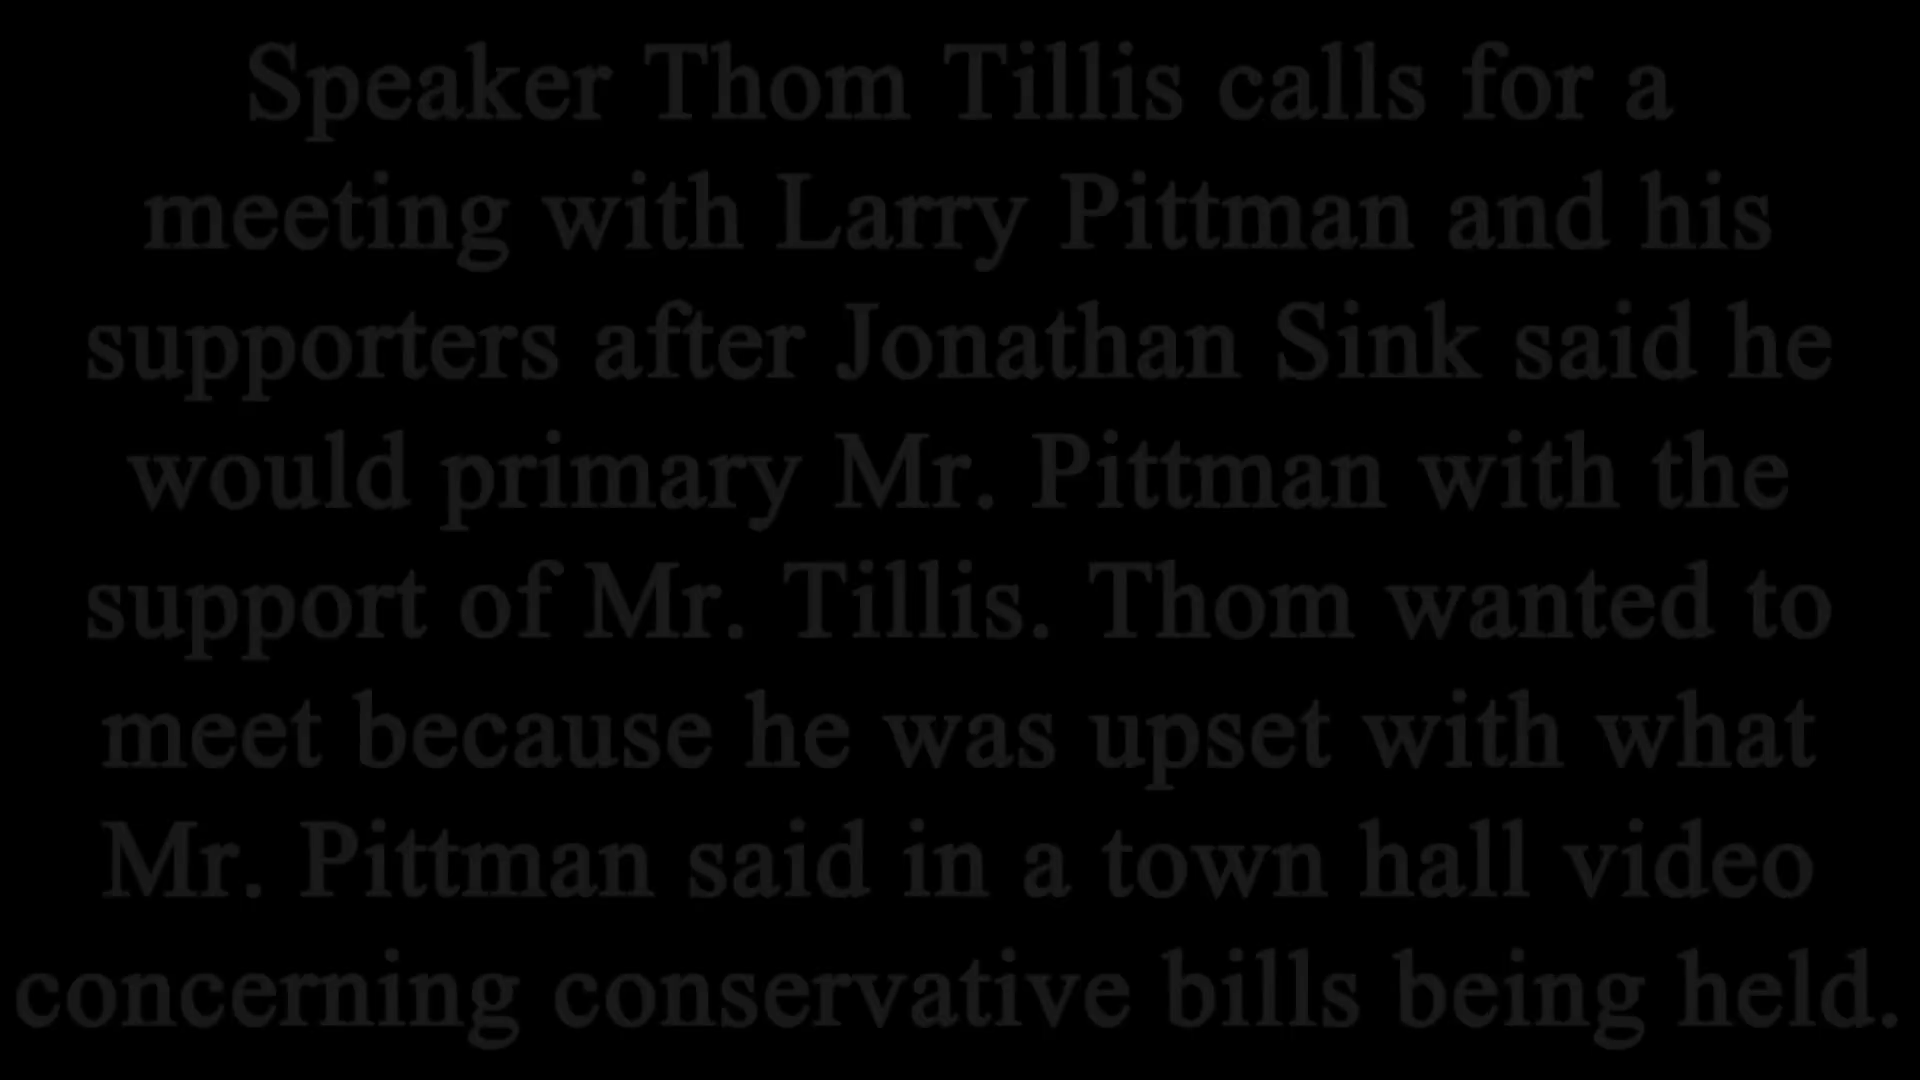 Speaker Thom Tillis calls for a
meeting with Larry Pittman and his
supporters after Jonathan Sink said he
would primary Mr. Pittman with the
support of Mr. Tillis. Thom wanted to
meet because he was upset with what
Mr. Pittman said in a town hall video
concerning conservative bills being held.